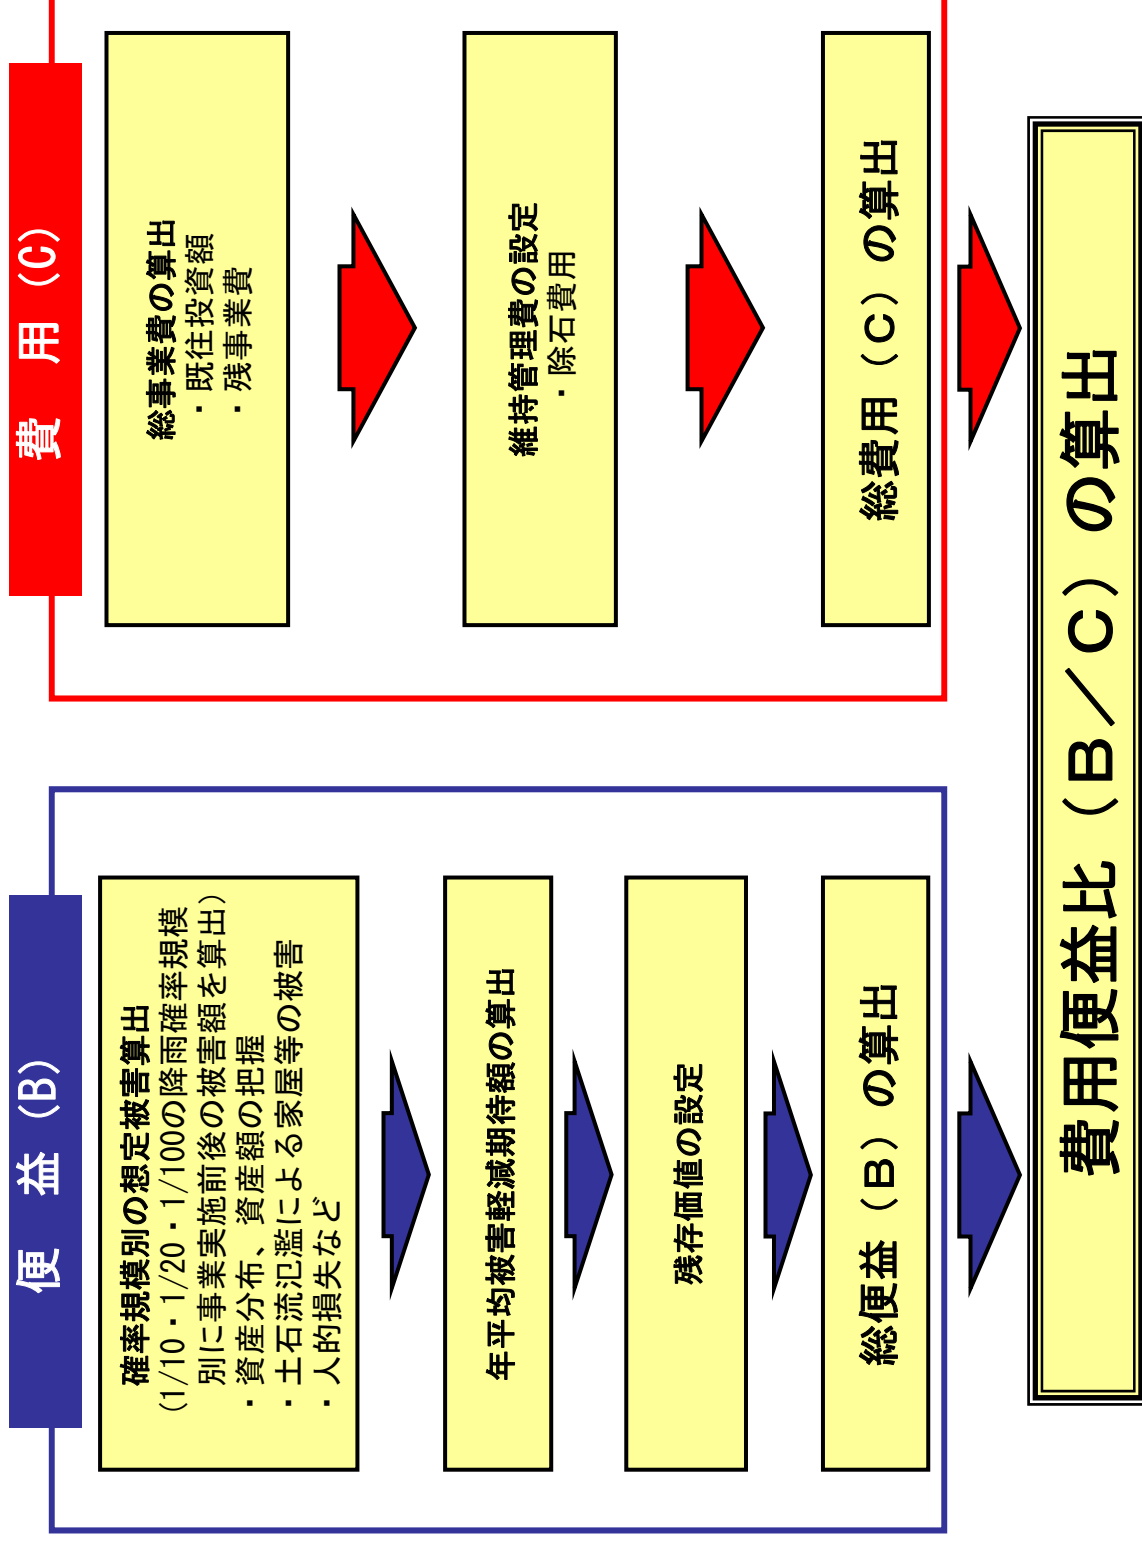 便　益（B）
確率規模別の想定被害算出
（1/10・1/20・1/100の降雨確率規模
別に事業実施前後の被害額を算出）
・資産分布、資産額の把握
・土石流氾濫による家屋等の被害
・人的損失など
年平均被害軽減期待額の算出
残存価値の設定
総便益（Ｂ）の算出
費　用（C）
総事業費の算出
・既往投資額
・残事業費
維持管理費の設定
・除石費用
総費用（Ｃ）の算出
費用便益比（Ｂ／Ｃ）の算出